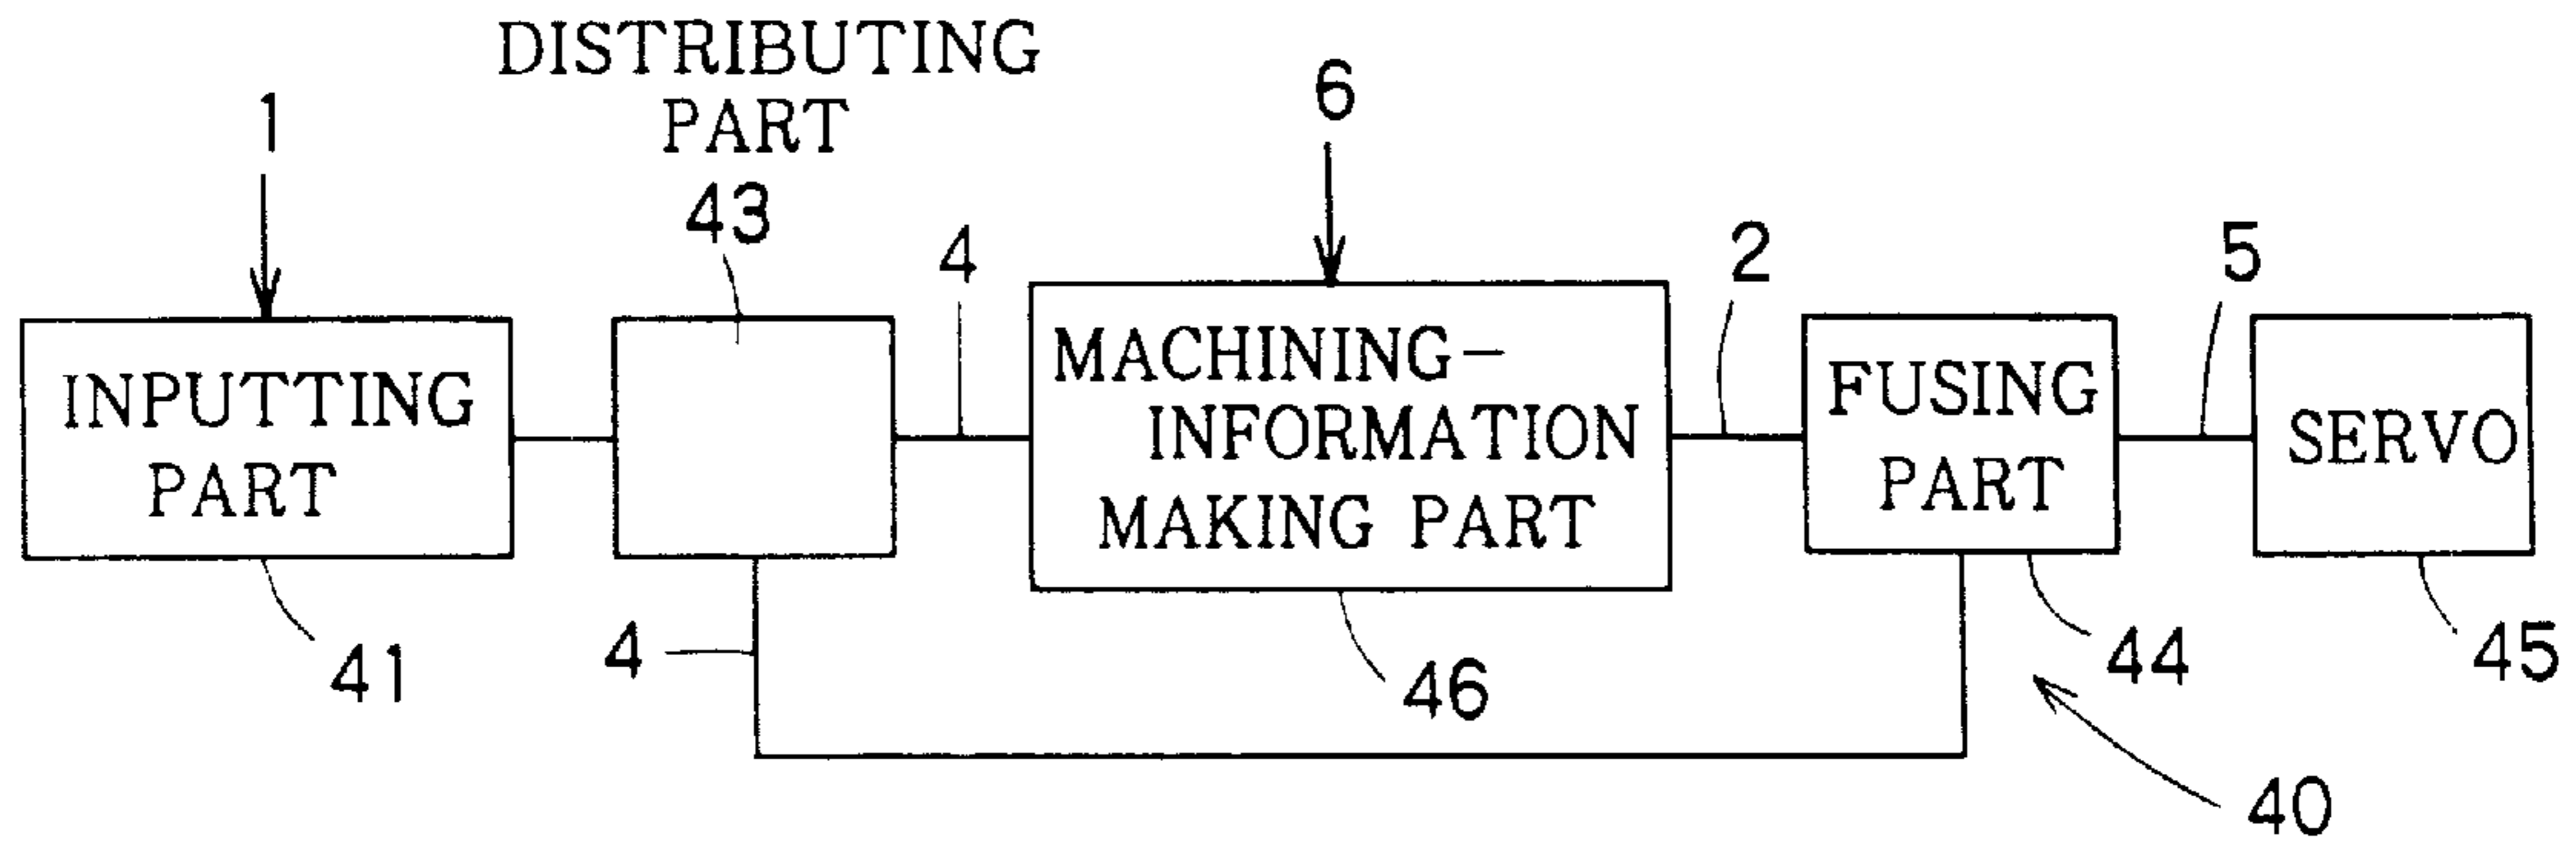 DISTRIBUTING
PART
43
1
6
4
2
5
INPUTTING
PART
MACHINING-
INFORMATION
MAKING PART
FUSING
PART
SERVO
41
4
46
44
45
40